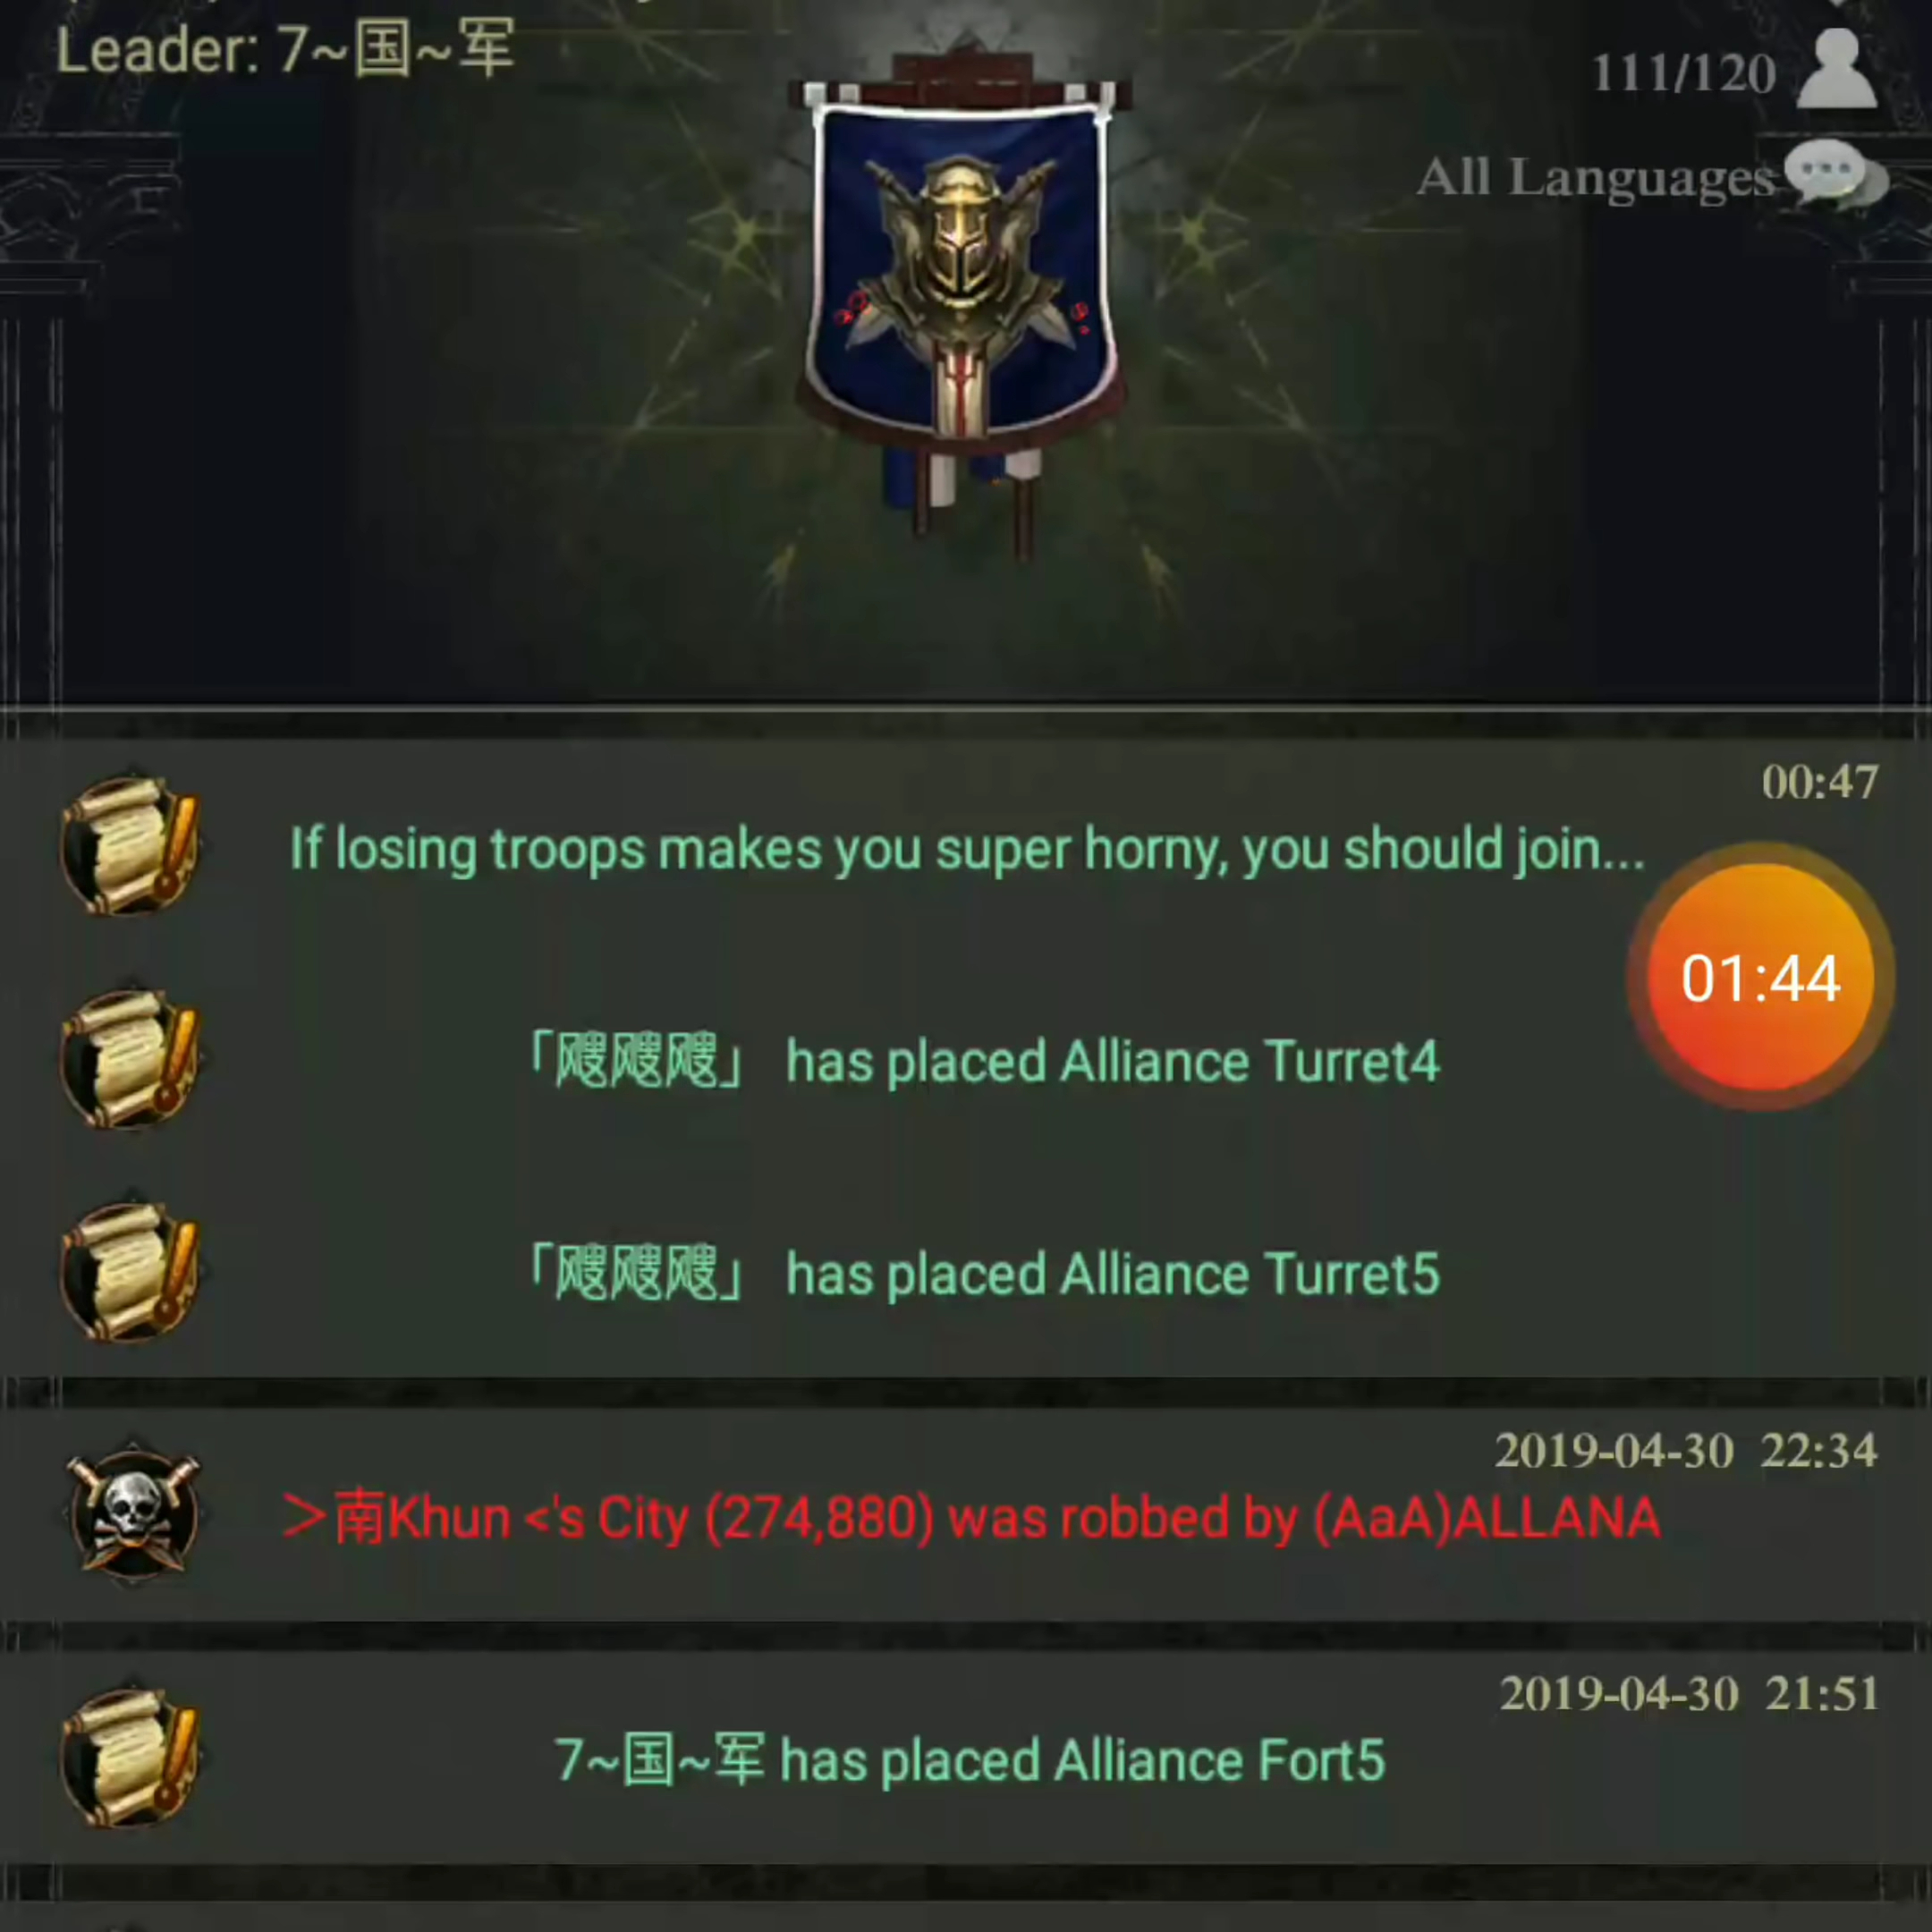 Leader: 7~国~军
111/120
All Languages
00:47
If losing troops makes you super horny, you should join...
01:44
「飕飕飕」 has placed Alliance Turret4
「飕飕飕」 has placed Alliance Turret5
2019-04-30 22:34
＞南Khun <'s City (274,880) was robbed by (AaA)ALLANA
2019-04-30 21:51
7~国~军 has placed Alliance Fort5